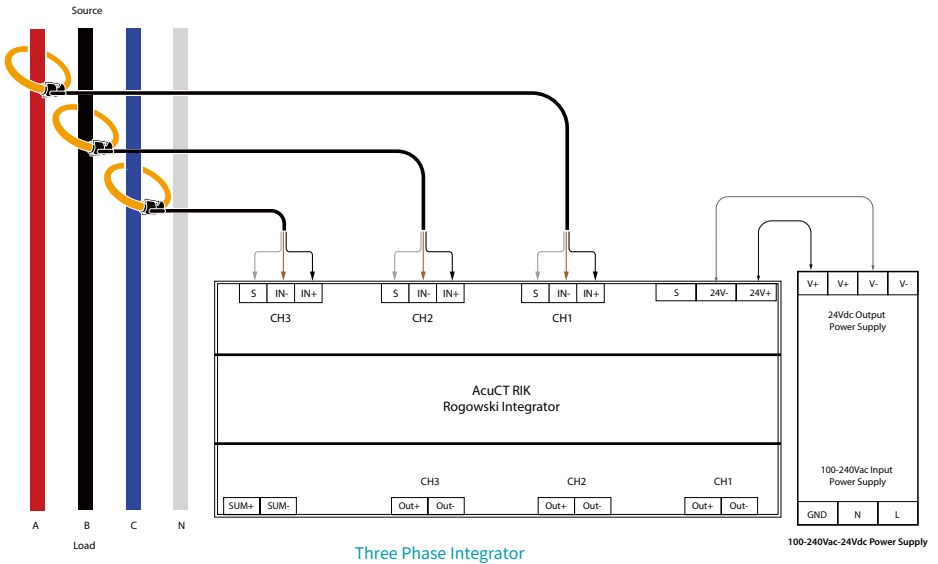 Source
S IN- IN+
CH3
S IN- IN+
CH2
S IN- IN+
CH1
S 24V- 24V+
V+ V+ V- V-
24Vdc Output
Power Supply
AcuCT RIK
Rogowski Integrator
100-240Vac Input
Power Supply
CH3
CH2
CH1
SUM+ SUM-
Out+ Out-
Out+ Out-
Out+ Out-
GND N L
A B C N
Load
100-240Vac-24Vdc Power Supply
Three Phase Integrator